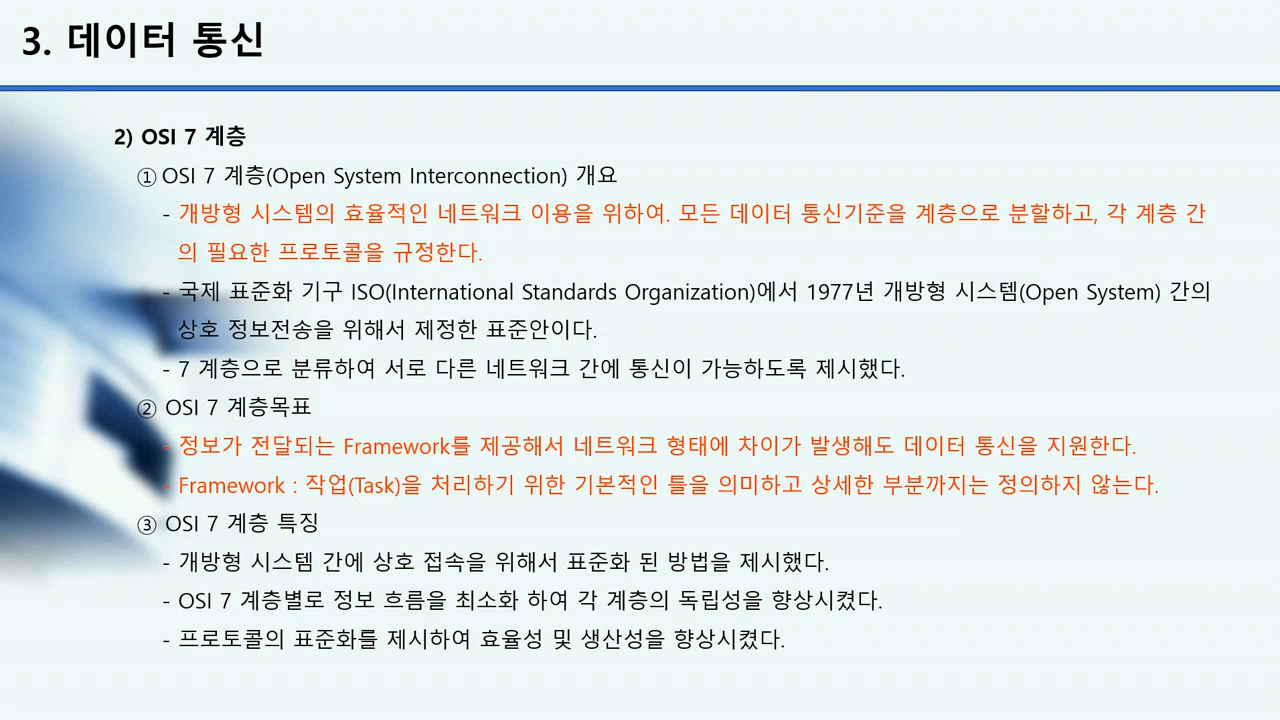 3. 데이터 통신
2) OSI 7 계층
① OSI 7 계층(Open System Interconnection) 개요
- 개방형 시스템의 효율적인 네트워크 이용을 위하여. 모든 데이터 통신기준을 계층으로 분할하고, 각 계층 간
의 필요한 프로토콜을 규정한다.
- 국제 표준화 기구 ISO(International Standards Organization)에서 1977년 개방형 시스템(Open System) 간의
상호 정보전송을 위해서 제정한 표준안이다.
- 7 계층으로 분류하여 서로 다른 네트워크 간에 통신이 가능하도록 제시했다.
② OSI 7 계층목표
- 정보가 전달되는 Framework를 제공해서 네트워크 형태에 차이가 발생해도 데이터 통신을 지원한다.
- Framework : 작업(Task)을 처리하기 위한 기본적인 틀을 의미하고 상세한 부분까지는 정의하지 않는다.
③ OSI 7 계층 특징
- 개방형 시스템 간에 상호 접속을 위해서 표준화 된 방법을 제시했다.
- OSI 7 계층별로 정보 흐름을 최소화 하여 각 계층의 독립성을 향상시켰다.
- 프로토콜의 표준화를 제시하여 효율성 및 생산성을 향상시켰다.